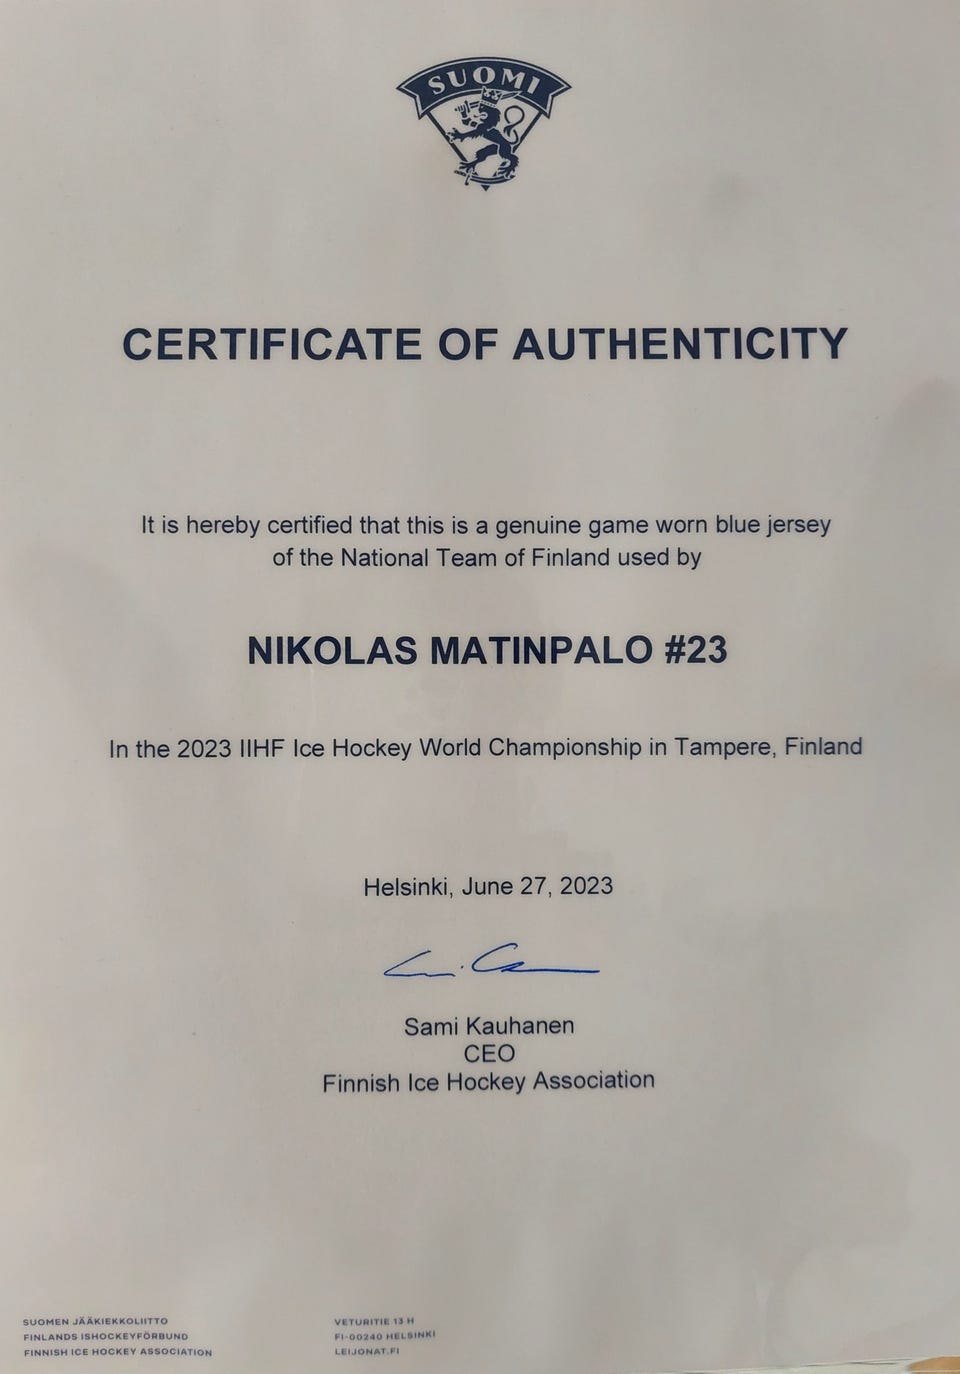 SUOMI
CERTIFICATE OF AUTHENTICITY
It is hereby certified that this is a genuine game worn blue jersey
of the National Team of Finland used by
NIKOLAS MATINPALO #23
In the 2023 IIHF Ice Hockey World Championship in Tampere, Finland
Helsinki, June 27, 2023
Sami Kauhanen
CEO
Finnish Ice Hockey Association
SUOMEN JÄÄKIEKKOLIITTO
FINLANDS ISHOCKEYFÖRBUND
FINNISH ICE HOCKEY ASSOCIATION
VETURITIE 13 H
FI-00240 HELSINKI
LEIJONAT.FI